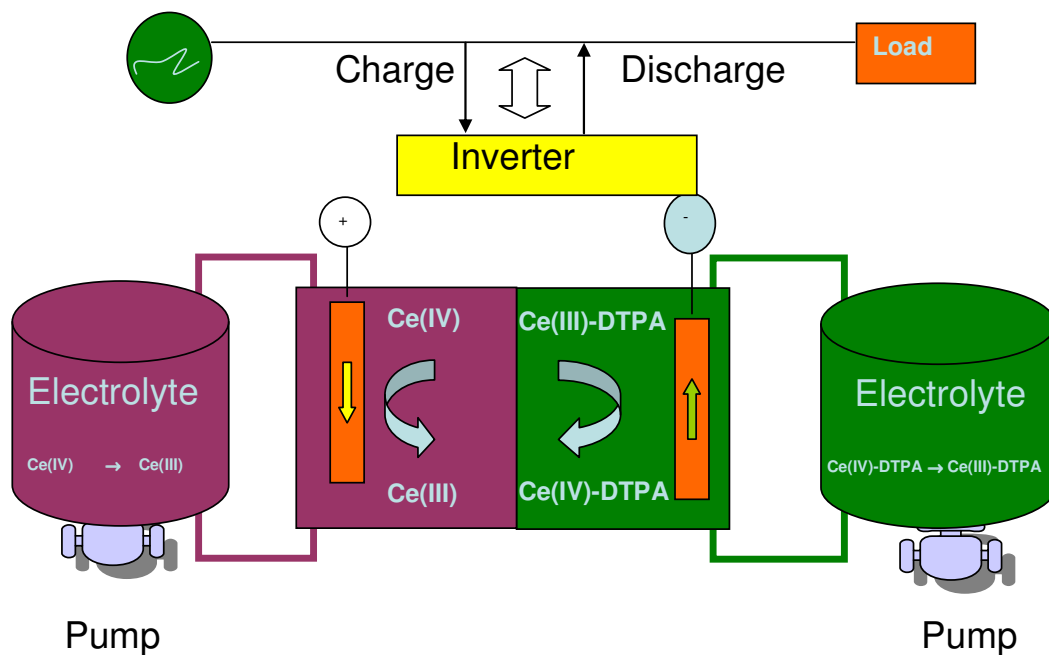 Load
Charge
Discharge
Inverter
+
-
Ce(IV)
Ce(III)-DTPA
Electrolyte
Electrolyte
Ce(IV) → Ce(III)
Ce(IV)-DTPA → Ce(III)-DTPA
Ce(III)
Ce(IV)-DTPA
Pump
Pump